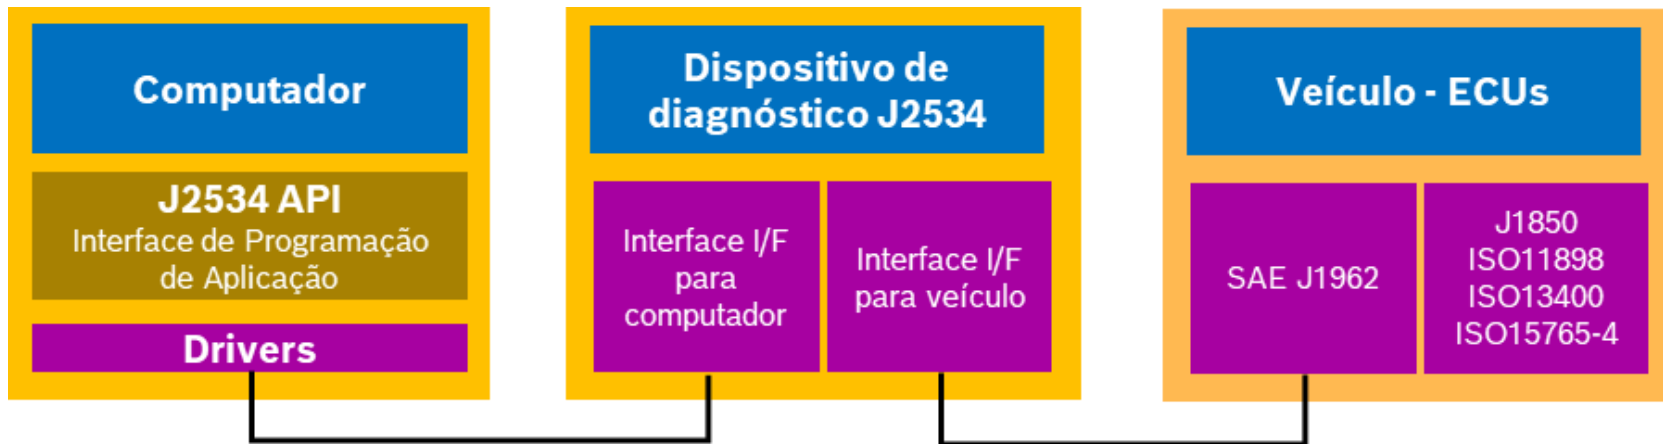 Computador
J2534 API
Interface de Programação
de Aplicação
Drivers
Dispositivo de
diagnóstico J2534
Interface I/F
para
computador
Interface I/F
para veículo
Veículo - ECUs
SAE J1962
J1850
ISO11898
ISO13400
ISO15765-4